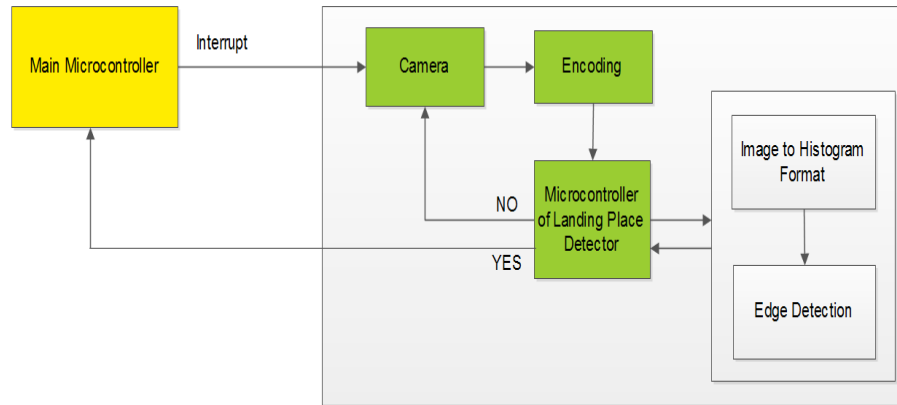 Main Microcontroller
Interrupt
Camera
Encoding
Image to Histogram
Format
Microcontroller
of Landing Place
Detector
NO
YES
Edge Detection